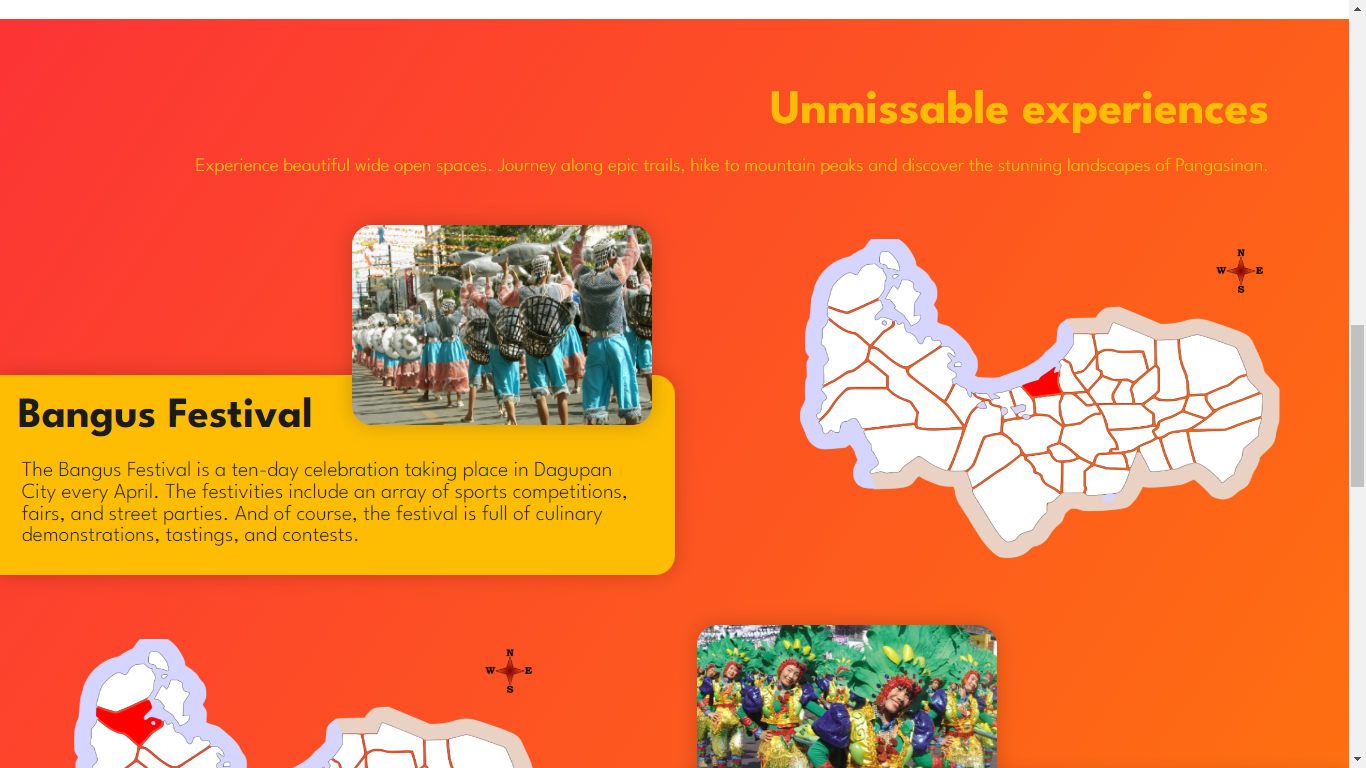 Unmissable experiences
Experience beautiful wide open spaces. Journey along epic trails, hike to mountain peaks and discover the stunning landscapes of Pangasinan.
N
W E
S
Bangus Festival
The Bangus Festival is a ten-day celebration taking place in Dagupan
City every April. The festivities include an array of sports competitions,
fairs, and street parties. And of course, the festival is full of culinary
demonstrations, tastings, and contests.
N
W E
S